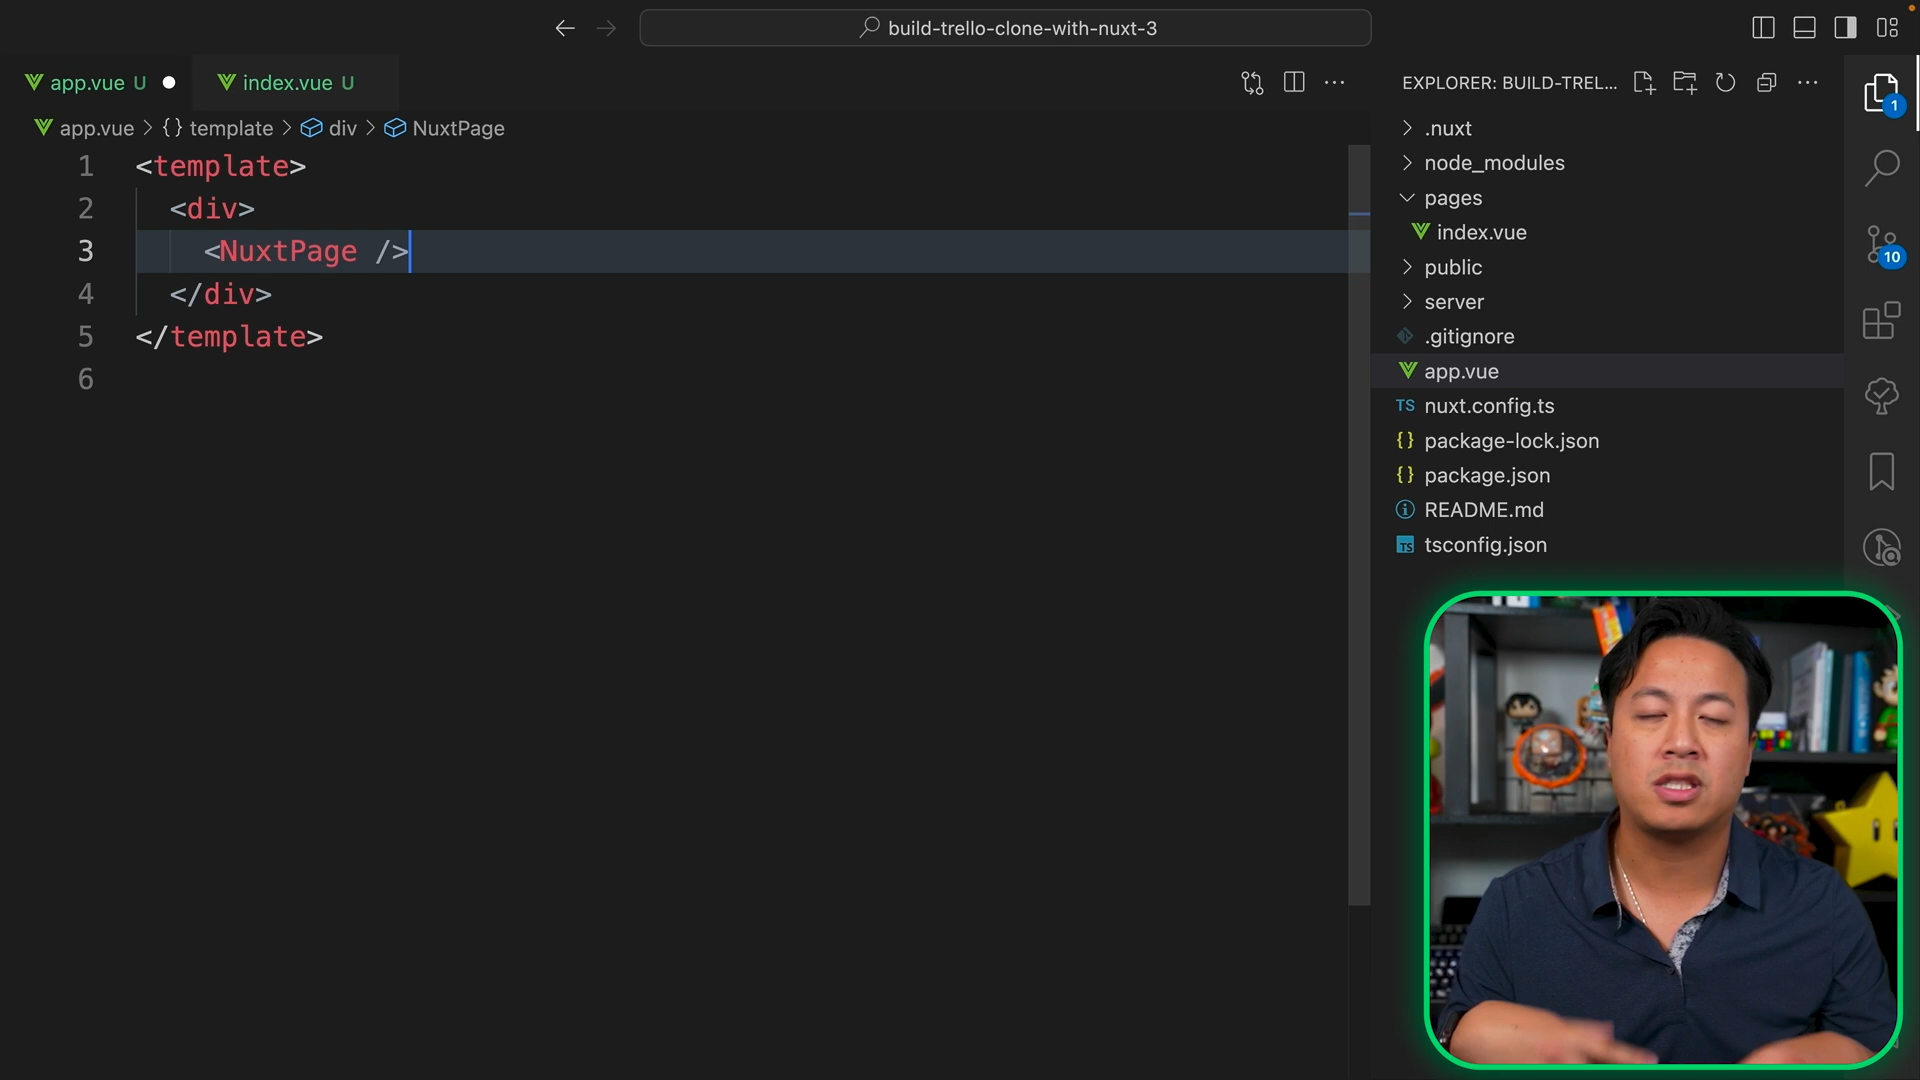 build-trello-clone-with-nuxt-3
app.vue U
index.vue U
app.vue > {} template > div > NuxtPage
1 <template>
2 <div>
3 <NuxtPage />
4 </div>
5 </template>
6
EXPLORER: BUILD-TREL...
.nuxt
node_modules
pages
index.vue
public
server
.gitignore
app.vue
TS nuxt.config.ts
{} package-lock.json
{} package.json
README.md
TS tsconfig.json
1
10